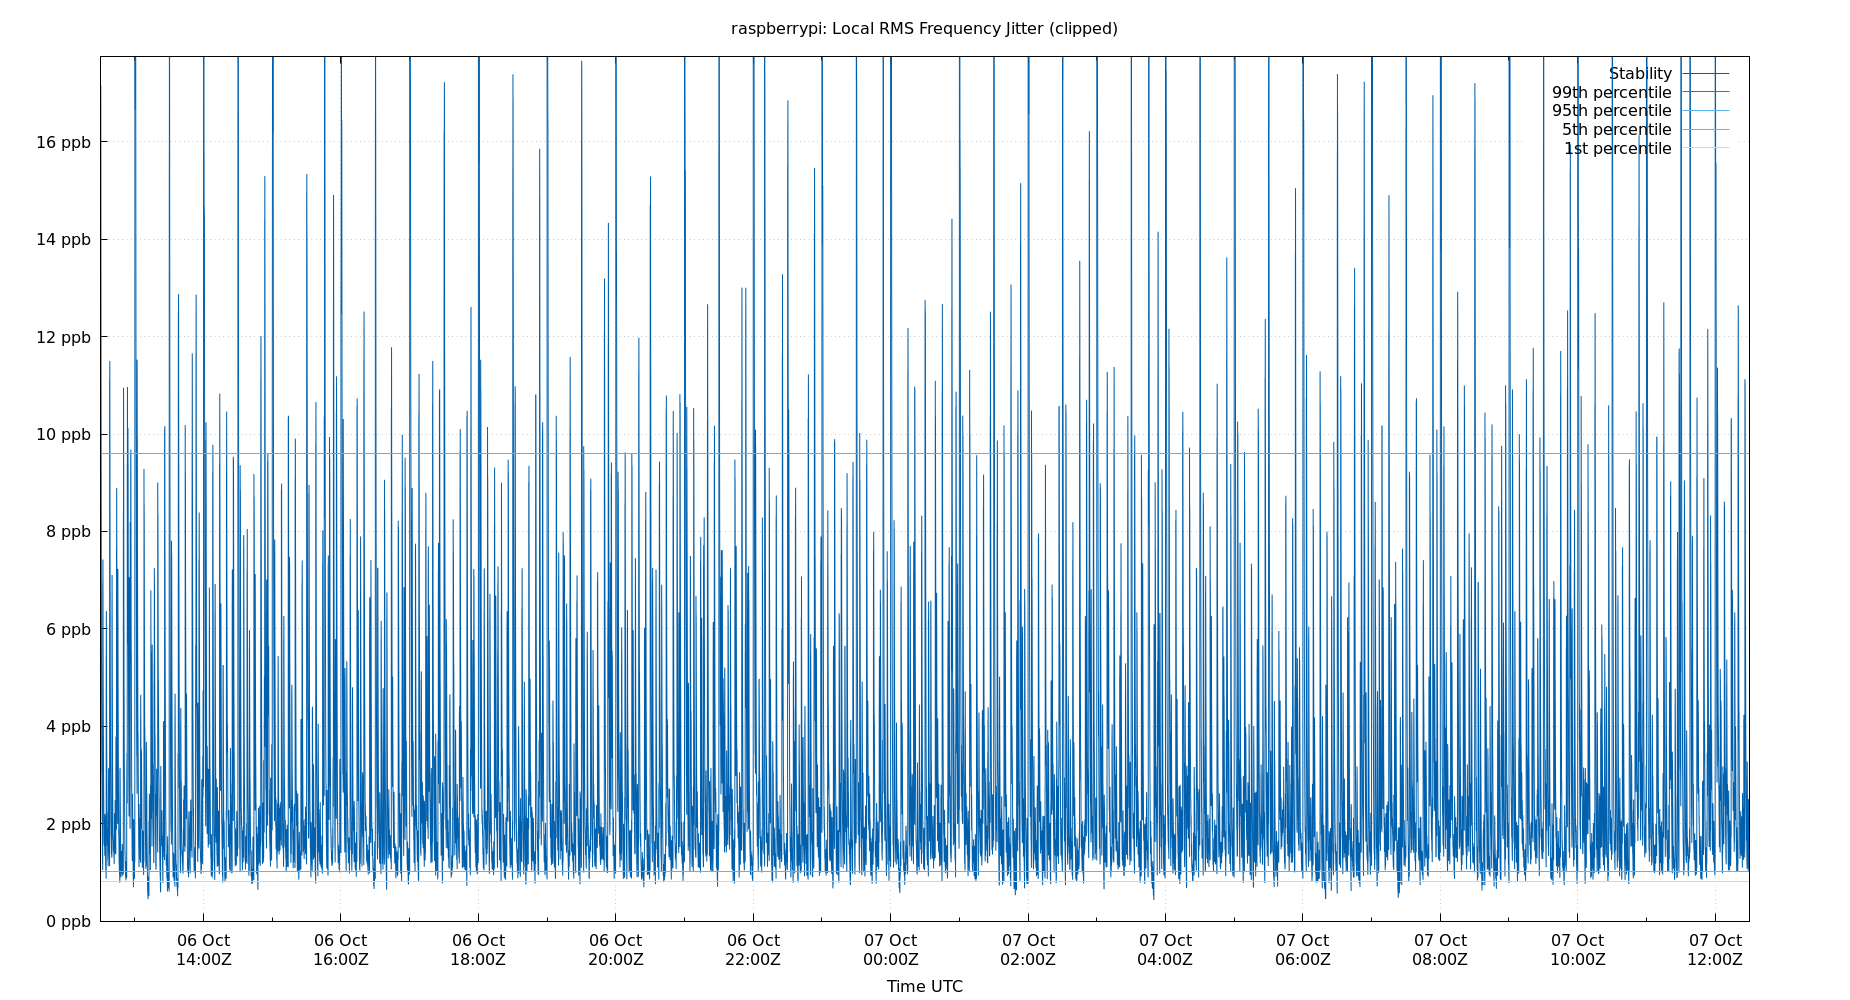 raspberrypi: Local RMS Frequency Jitter (clipped)
Stability
99th percentile
95th percentile
5th percentile
1st percentile
16 ppb
14 ppb
12 ppb
10 ppb
8 ppb
6 ppb
4 ppb
2 ppb
0 ppb
06 Oct 06 Oct 06 Oct 06 Oct 06 Oct 07 Oct 07 Oct 07 Oct 07 Oct 07 Oct 07 Oct 07 Oct
14:00Z 16:00Z 18:00Z 20:00Z 22:00Z 00:00Z 02:00Z 04:00Z 06:00Z 08:00Z 10:00Z 12:00Z
Time UTC